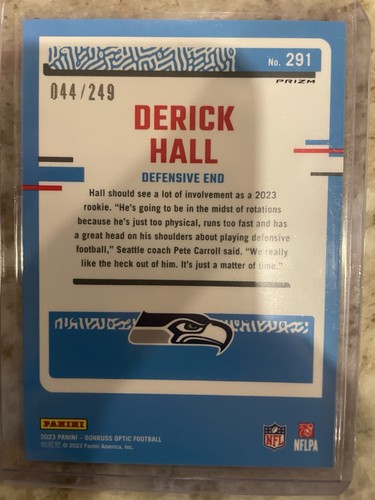 No. 291
PRIZM
044/249
DERICK
HALL
DEFENSIVE END
Hall should see a lot of involvement as a 2023
rookie. “He's going to be in the midst of rotations
because he's just too physical, runs too fast and has
a great head on his shoulders about playing defensive
football,” Seattle coach Pete Carroll said. “We really
like the heck out of him. It's just a matter of time.”
PANINI
2023 PANINI - DONRUSS OPTIC FOOTBALL
© 2023 Panini America, Inc.
NFL
NFLPA